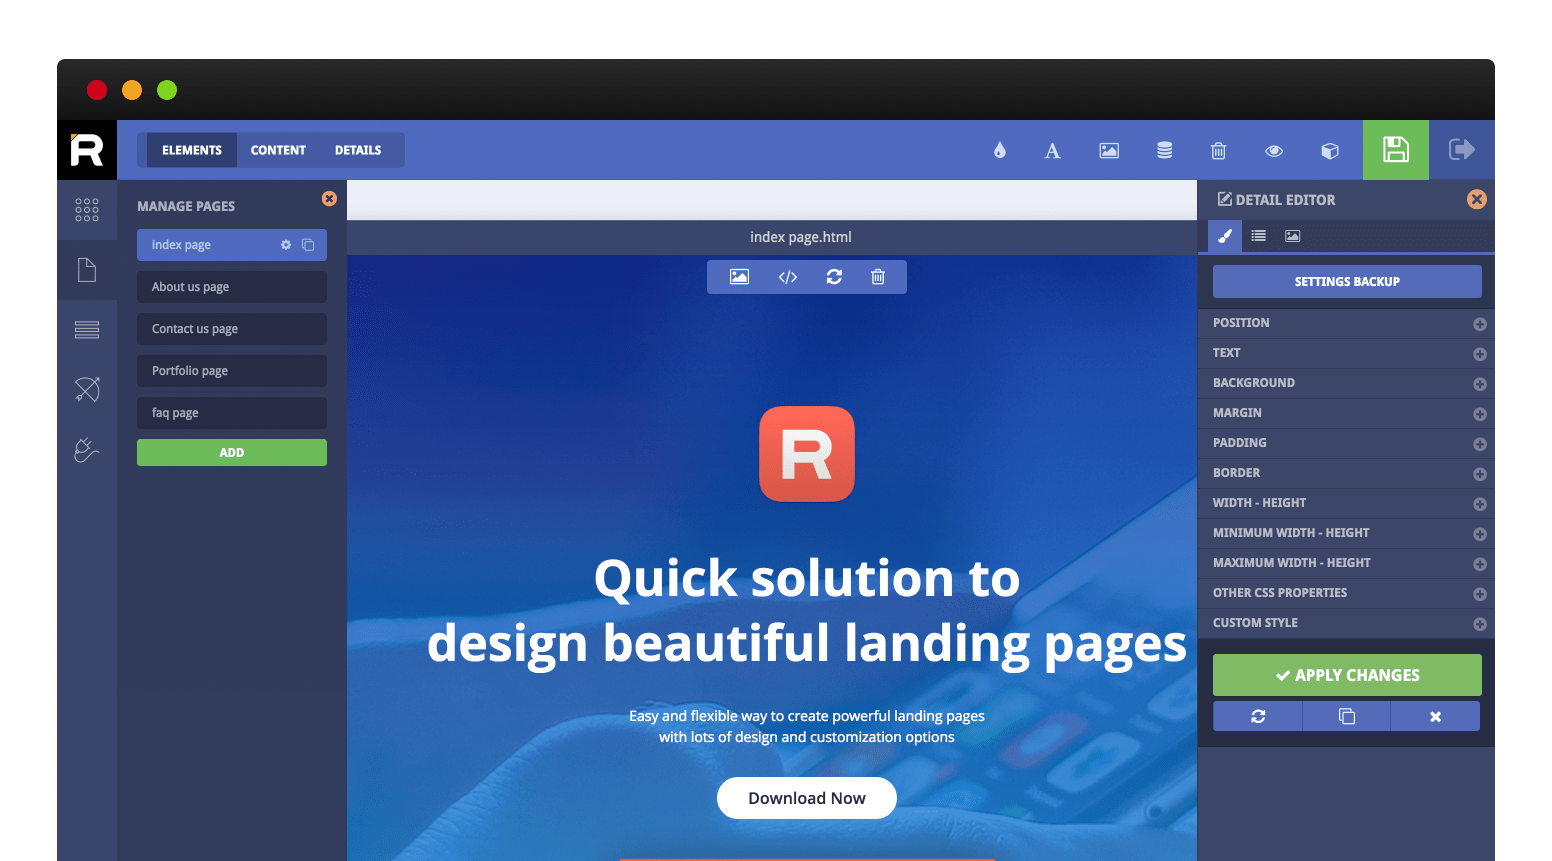 R
ELEMENTS CONTENT DETAILS
A
MANAGE PAGES
index page
About us page
Contact us page
Portfolio page
faq page
ADD
index page.html
</>
R
Quick solution to
design beautiful landing pages
Easy and flexible way to create powerful landing pages
with lots of design and customization options
Download Now
DETAIL EDITOR
SETTINGS BACKUP
POSITION
TEXT
BACKGROUND
MARGIN
PADDING
BORDER
WIDTH - HEIGHT
MINIMUM WIDTH - HEIGHT
MAXIMUM WIDTH - HEIGHT
OTHER CSS PROPERTIES
CUSTOM STYLE
APPLY CHANGES